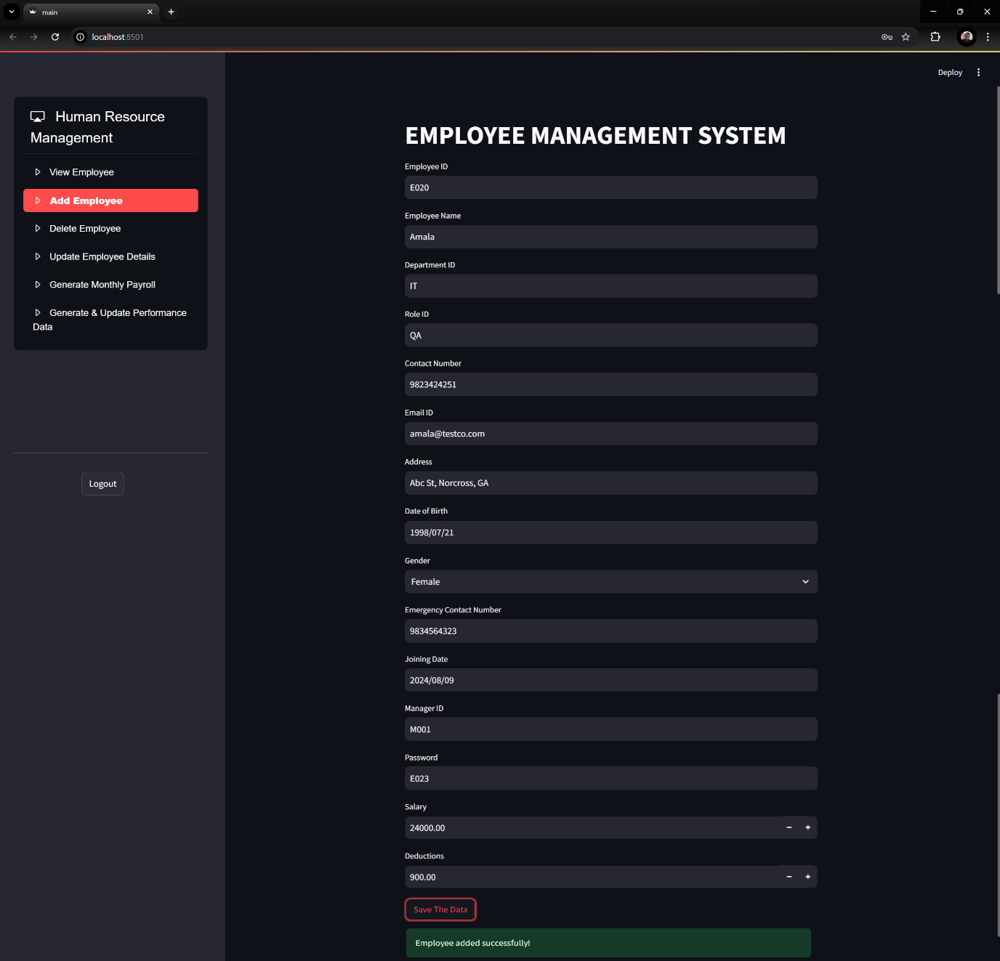 main
localhost:8501
Deploy
Human Resource
Management
View Employee
Add Employee
Delete Employee
Update Employee Details
Generate Monthly Payroll
Generate & Update Performance
Data
Logout
EMPLOYEE MANAGEMENT SYSTEM
Employee ID
E020
Employee Name
Amala
Department ID
IT
Role ID
QA
Contact Number
9823424251
Email ID
amala@testco.com
Address
Abc St, Norcross, GA
Date of Birth
1998/07/21
Gender
Female
Emergency Contact Number
9834564323
Joining Date
2024/08/09
Manager ID
M001
Password
E023
Salary
24000.00
Deductions
900.00
Save The Data
Employee added successfully!